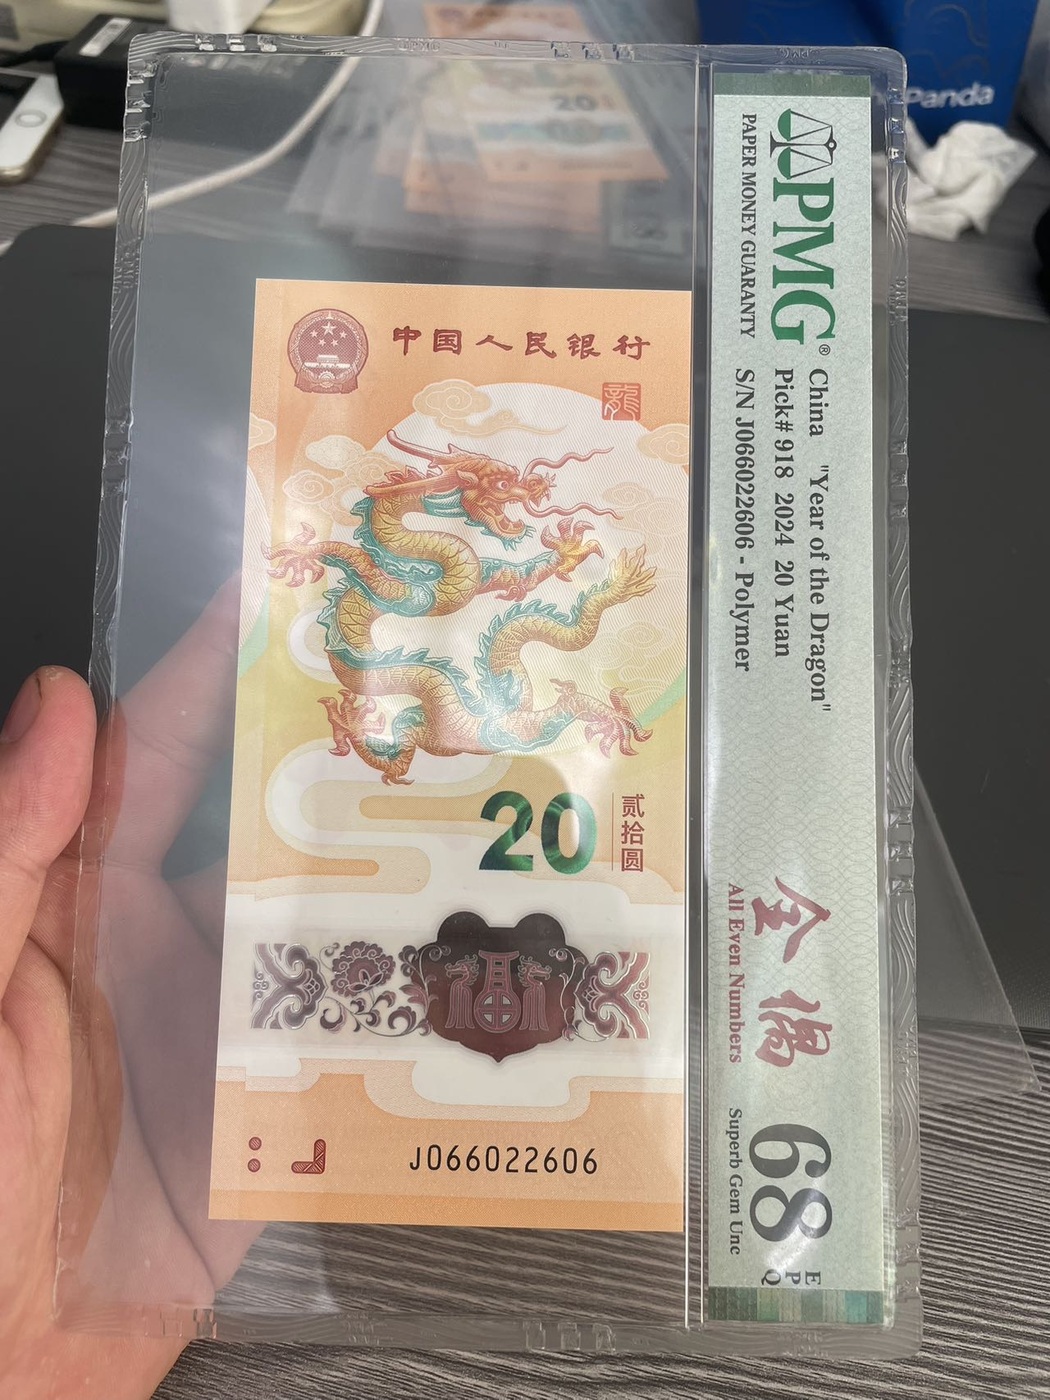 中国人民银行
龍
20
贰拾圆
J066022606
PMG®
PAPER MONEY GUARANTY
China "Year of the Dragon"
Pick# 918 2024 20 Yuan
S/N J066022606 - Polymer
全偶
All Even Numbers
68
EPQ
Superb Gem Unc
20
Panda